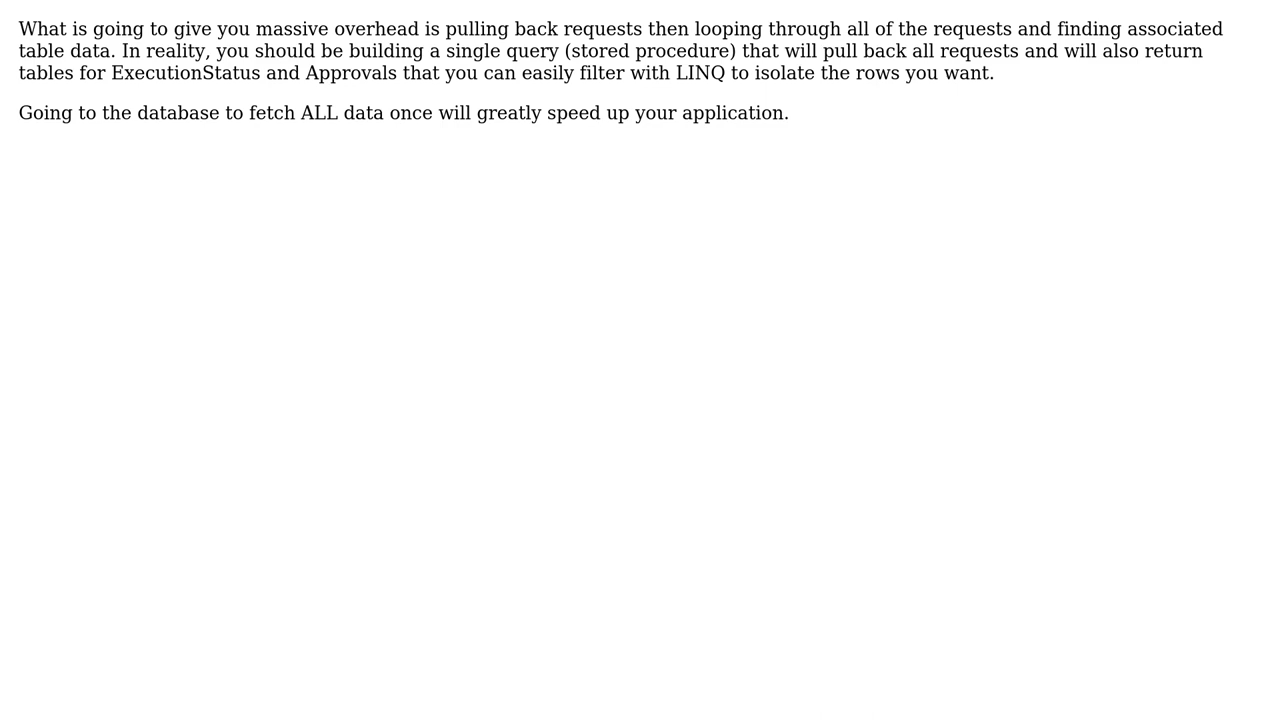 What is going to give you massive overhead is pulling back requests then looping through all of the requests and finding associated
table data. In reality, you should be building a single query (stored procedure) that will pull back all requests and will also return
tables for ExecutionStatus and Approvals that you can easily filter with LINQ to isolate the rows you want.
Going to the database to fetch ALL data once will greatly speed up your application.